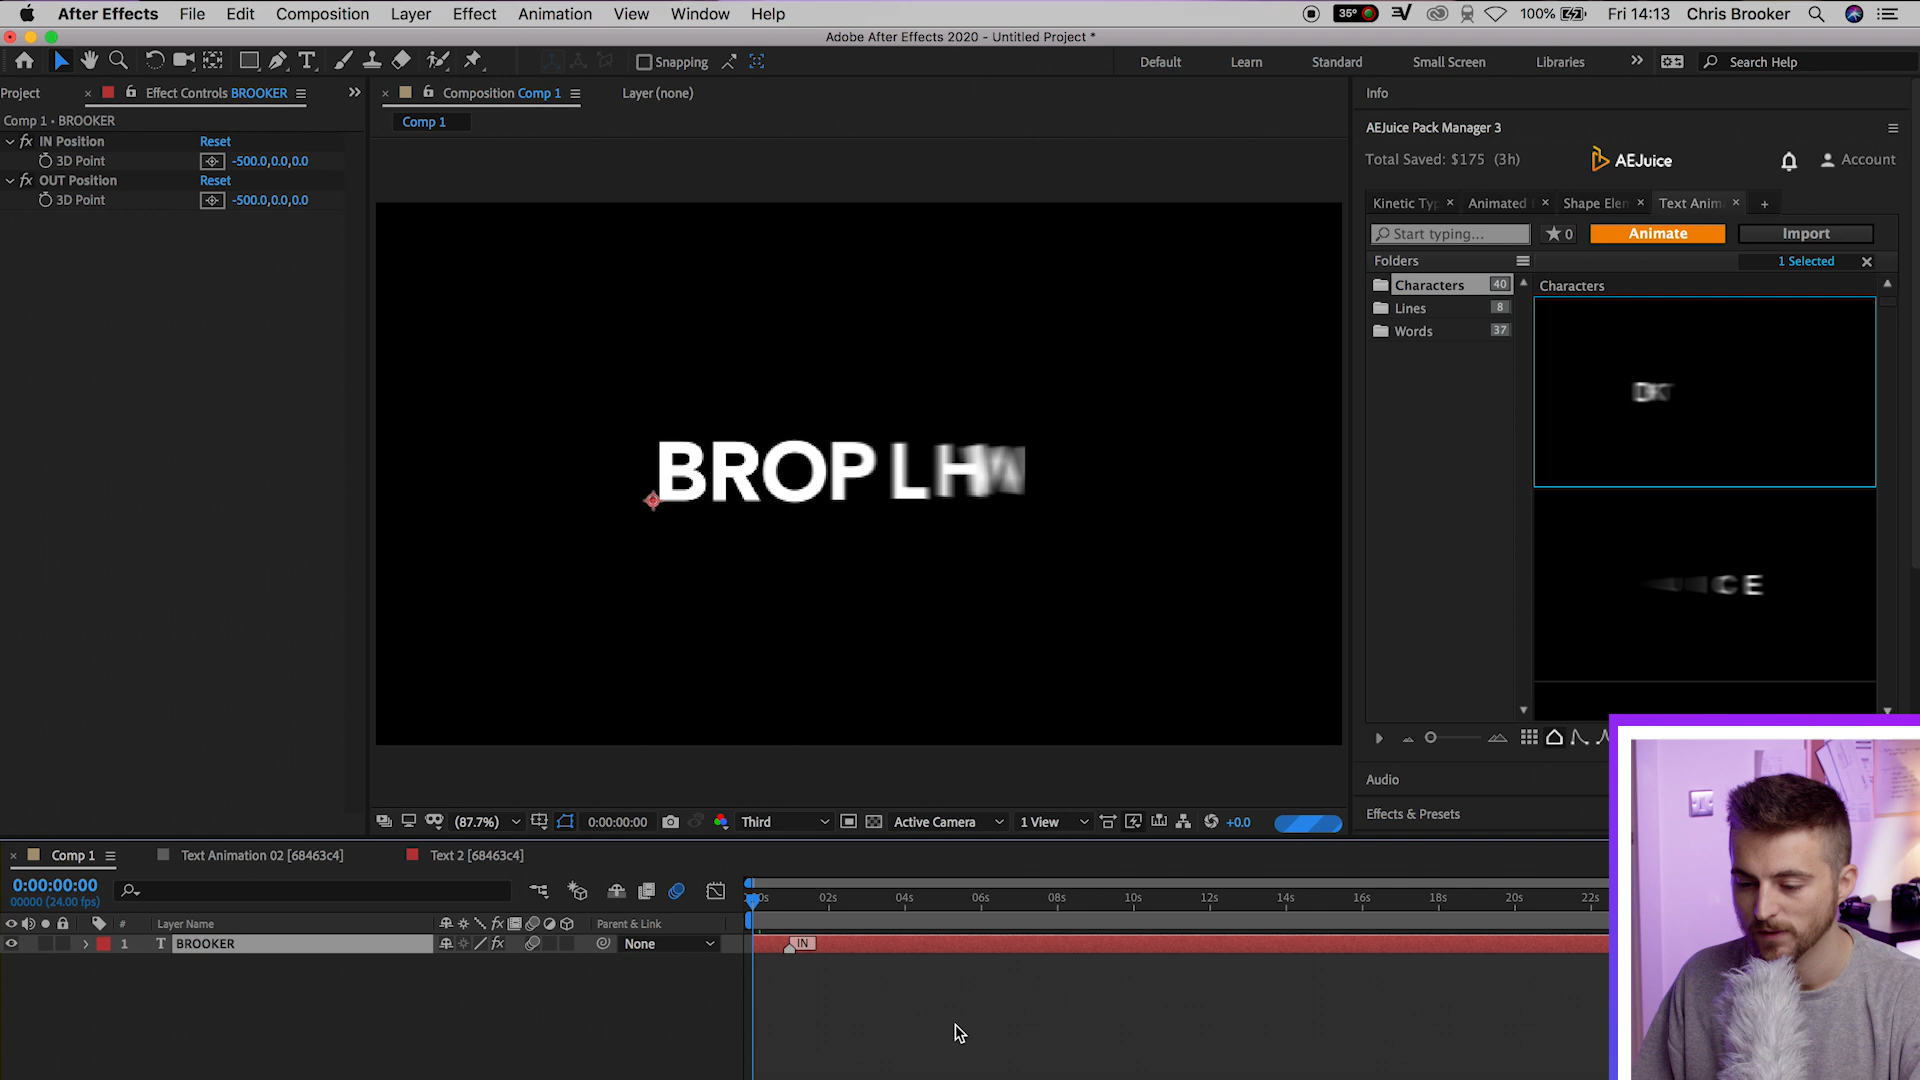 After Effects File Edit Composition Layer Effect Animation View Window Help 35° 100% Fri 14:13 Chris Brooker
Adobe After Effects 2020 - Untitled Project *
Snapping Default Learn Standard Small Screen Libraries Search Help
Project Effect Controls BROOKER Composition Comp 1 Layer (none) Info
Comp 1 • BROOKER Comp 1 AEJuice Pack Manager 3
fx IN Position Reset
3D Point -500.0,0.0,0.0
fx OUT Position Reset
3D Point -500.0,0.0,0.0
Total Saved: $175 (3h) AEJuice Account
Kinetic Typ Animated Shape Elen Text Anim
Start typing... 0 Animate Import
Folders 1 Selected
Characters 40 Characters
Lines 8
Words 37
BROP LHW
CE
(87.7%) 0:00:00:00 Third Active Camera 1 View +0.0
Audio
Effects & Presets
Comp 1 Text Animation 02 [68463c4] Text 2 [68463c4]
0:00:00:00
00000 (24.00 fps)
02s 04s 06s 08s 10s 12s 14s 16s 18s 20s 22s
# Layer Name fx Parent & Link
1 T BROOKER fx None IN